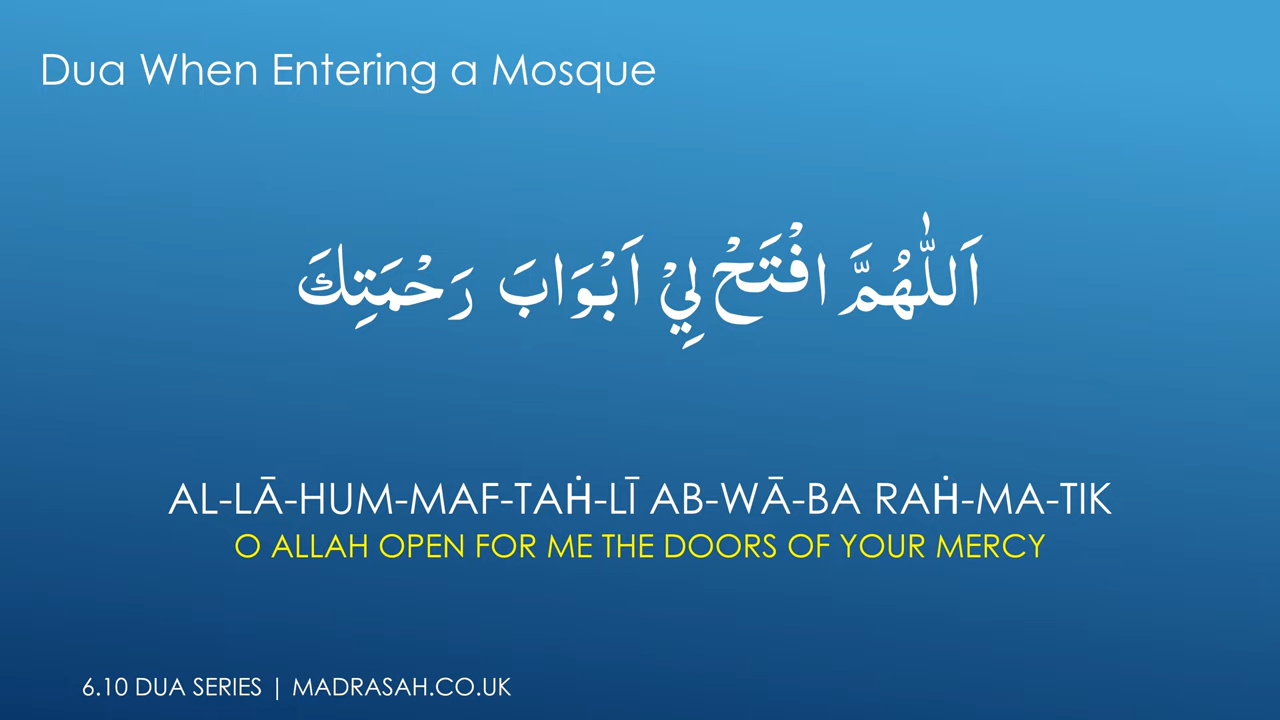 Dua When Entering a Mosque
اَللّٰهُمَّ افْتَحْ لِيْ اَبْوَابَ رَحْمَتِكَ
AL-LĀ-HUM-MAF-TAḢ-LĪ AB-WĀ-BA RAḢ-MA-TIK
O ALLAH OPEN FOR ME THE DOORS OF YOUR MERCY
6.10 DUA SERIES | MADRASAH.CO.UK